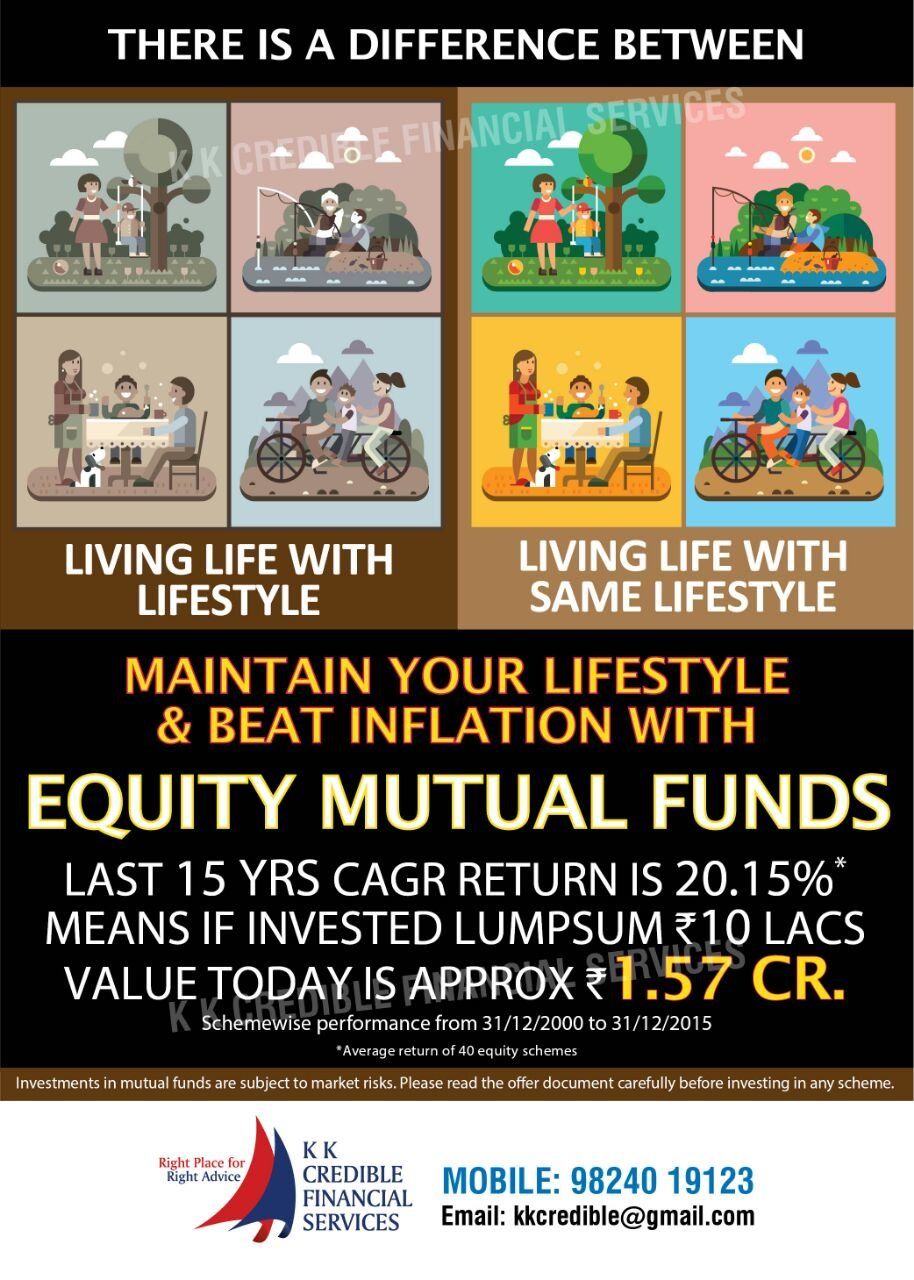 THERE IS A DIFFERENCE BETWEEN
K K CREDIBLE FINANCIAL SERVICES
LIVING LIFE WITH
LIFESTYLE
LIVING LIFE WITH
SAME LIFESTYLE
MAINTAIN YOUR LIFESTYLE
& BEAT INFLATION WITH
EQUITY MUTUAL FUNDS
LAST 15 YRS CAGR RETURN IS 20.15%*
MEANS IF INVESTED LUMPSUM ₹10 LACS
VALUE TODAY IS APPROX ₹1.57 CR.
K K CREDIBLE FINANCIAL SERVICES
Schemewise performance from 31/12/2000 to 31/12/2015
*Average return of 40 equity schemes
Investments in mutual funds are subject to market risks. Please read the offer document carefully before investing in any scheme.
Right Place for
Right Advice
K K
CREDIBLE
FINANCIAL
SERVICES
MOBILE: 98240 19123
Email: kkcredible@gmail.com